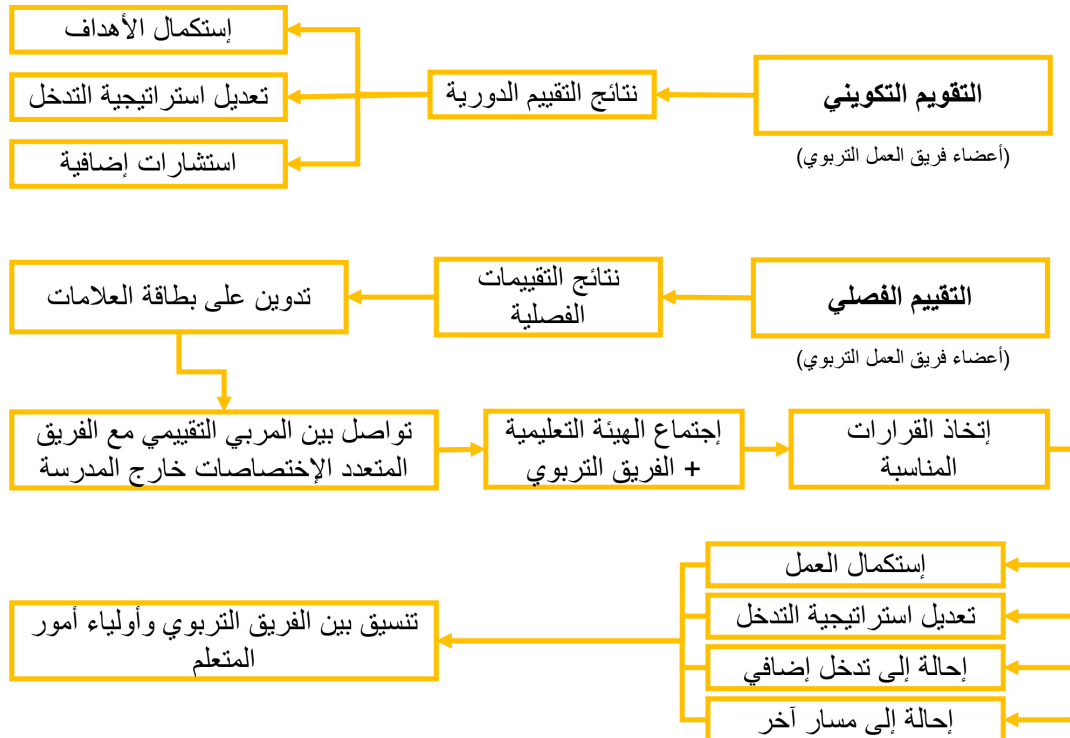 التقويم التكويني
(أعضاء فريق العمل التربوي)
نتائج التقييم الدورية
إستكمال الأهداف
تعديل استراتيجية التدخل
استشارات إضافية
التقييم الفصلي
(أعضاء فريق العمل التربوي)
نتائج التقييمات
الفصلية
تدوين على بطاقة العلامات
تواصل بين المربي التقييمي مع الفريق
المتعدد الإختصاصات خارج المدرسة
إجتماع الهيئة التعليمية
+ الفريق التربوي
إتخاذ القرارات
المناسبة
إستكمال العمل
تعديل استراتيجية التدخل
إحالة إلى تدخل إضافي
إحالة إلى مسار آخر
تنسيق بين الفريق التربوي وأولياء أمور
المتعلم